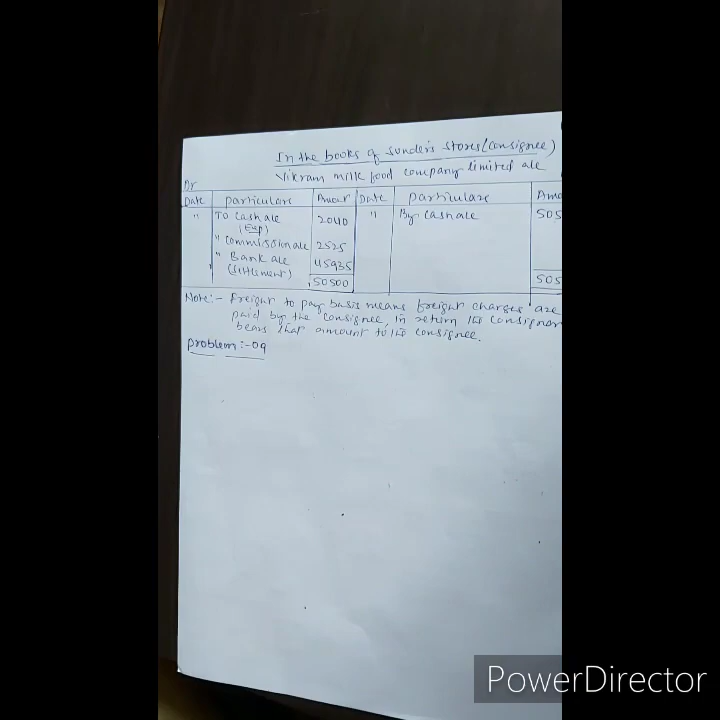 In the books of Sunder's Stores (Consignee)
Vikram milk food company limited a/c
Dr
Date particulars Amount Date particulars Amo
" To cash a/c 2040 " By cash a/c 505
(Exp)
" commission a/c 2525
" Bank a/c 45935
(settlement)
50500 505
Note:- Freight to pay basis means freight charges are
paid by the consignee, in return the consignor
bears that amount to the consignee.
problem:-09
PowerDirector